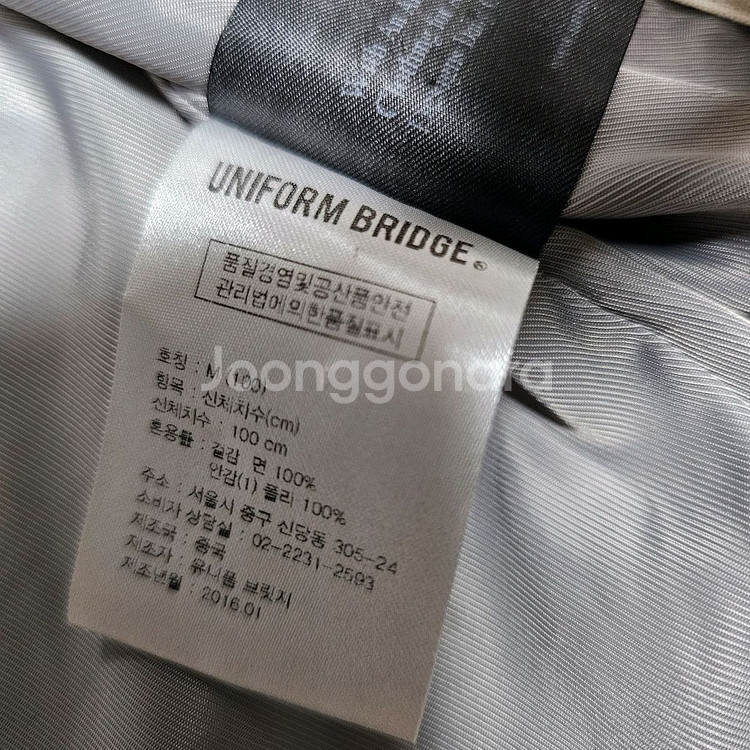 UNIFORM BRIDGE®
품질경영및공산품안전
관리법에의한품질표시
호칭 : M (100)
항목 : 신체치수(cm)
신체치수 : 100 cm
혼용률 : 겉감 면 100%
안감(1) 폴리 100%
주소 : 서울시 중구 신당동 305-24
소비자 상담실 : 02-2231-2593
제조국 : 중국
제조자 : 유니폼 브릿지
제조년월 : 2016.01
Joonggonara